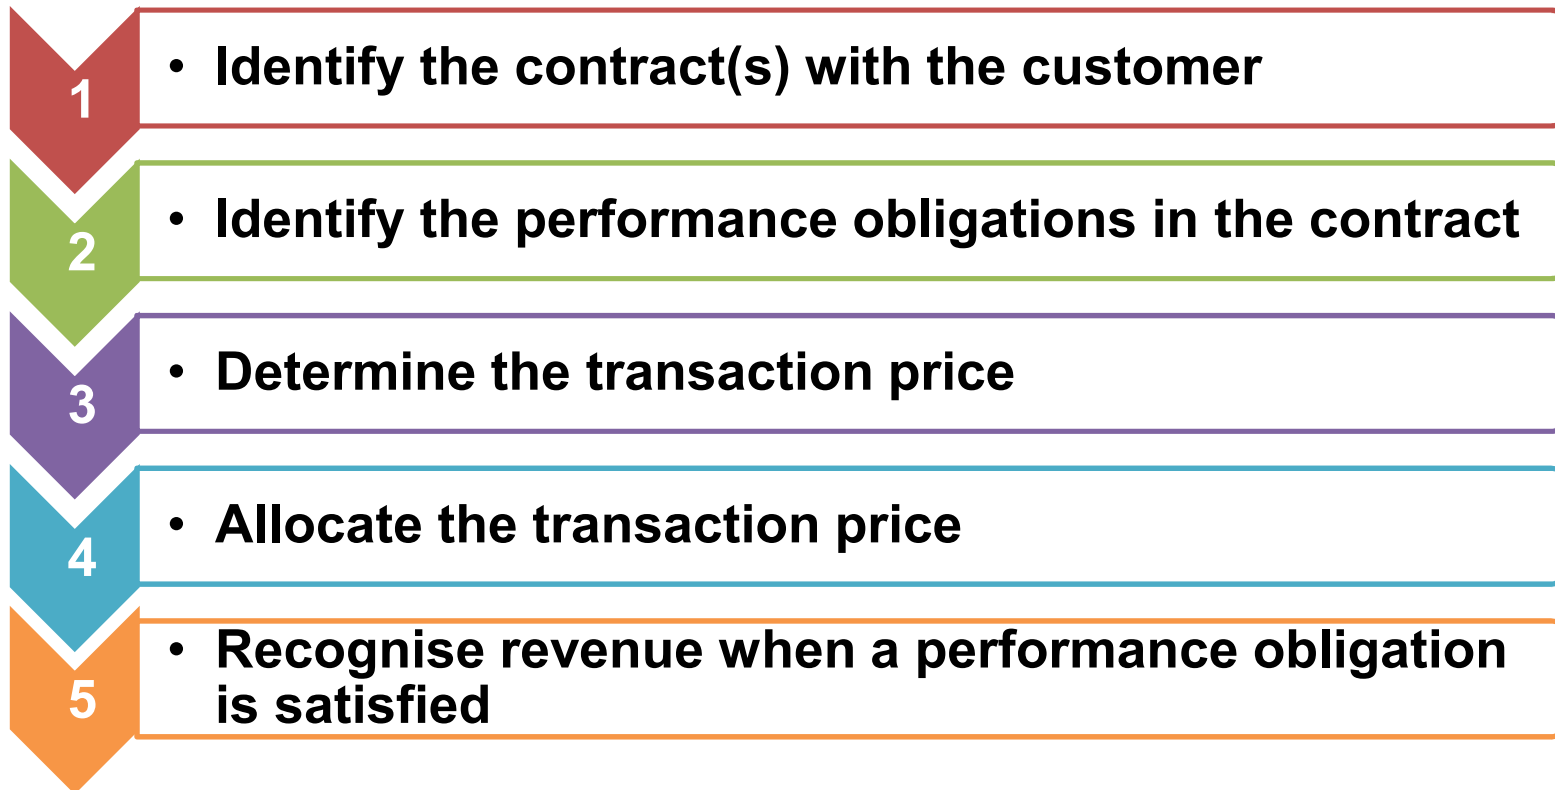 1
• Identify the contract(s) with the customer
2
• Identify the performance obligations in the contract
3
• Determine the transaction price
4
• Allocate the transaction price
5
• Recognise revenue when a performance obligation
is satisfied